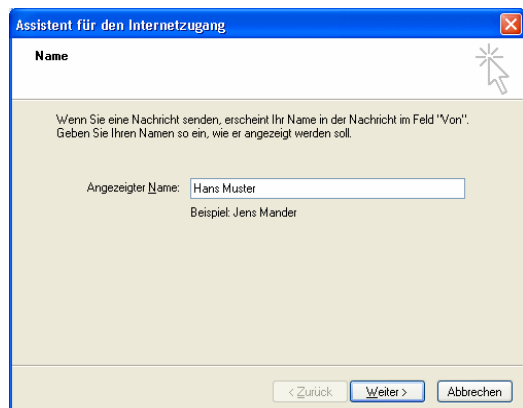 Assistent für den Internetzugang
Name
Wenn Sie eine Nachricht senden, erscheint Ihr Name in der Nachricht im Feld "Von".
Geben Sie Ihren Namen so ein, wie er angezeigt werden soll.
Angezeigter Name: Hans Muster
Beispiel: Jens Mander
< Zurück Weiter > Abbrechen